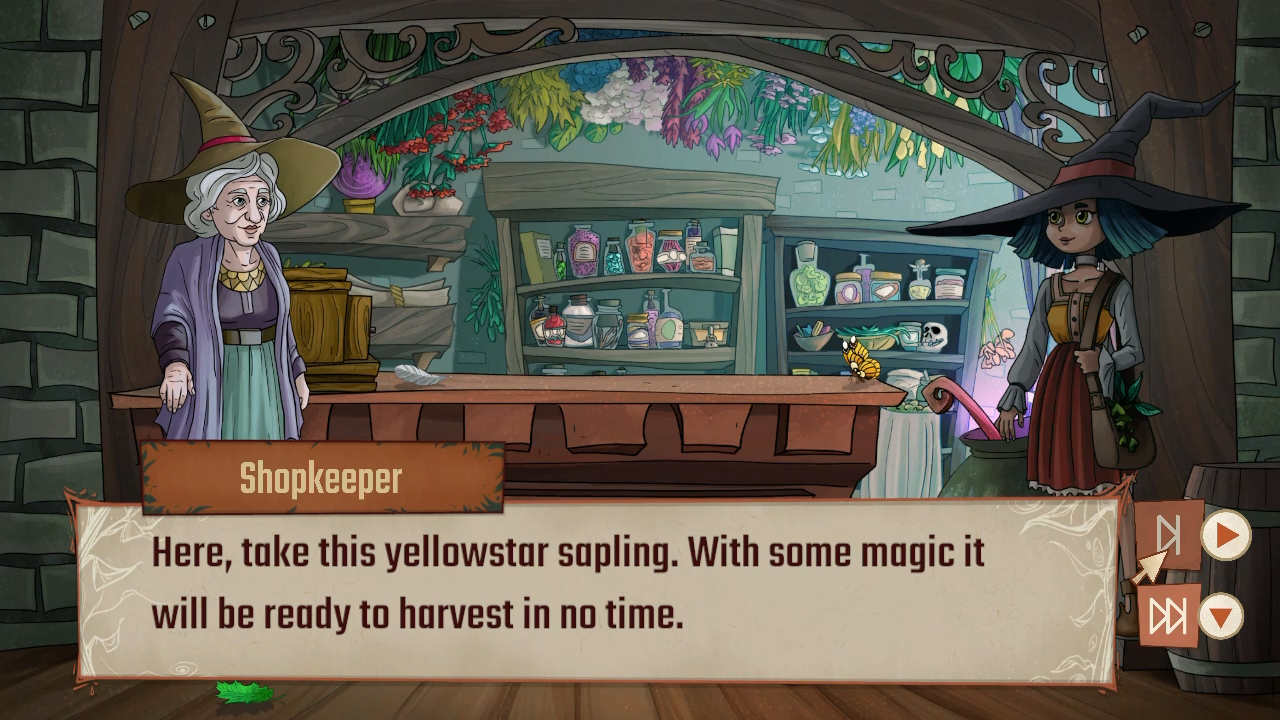 Shopkeeper
Here, take this yellowstar sapling. With some magic it
will be ready to harvest in no time.